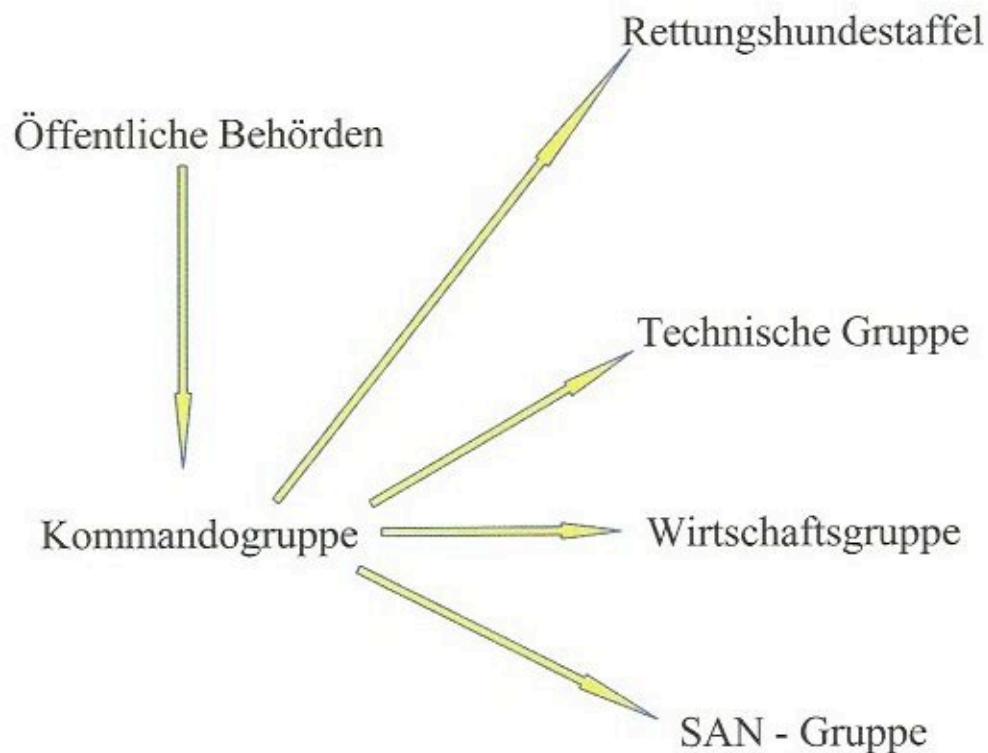 Rettungshundestaffel
Öffentliche Behörden
Technische Gruppe
Kommandogruppe
Wirtschaftsgruppe
SAN - Gruppe